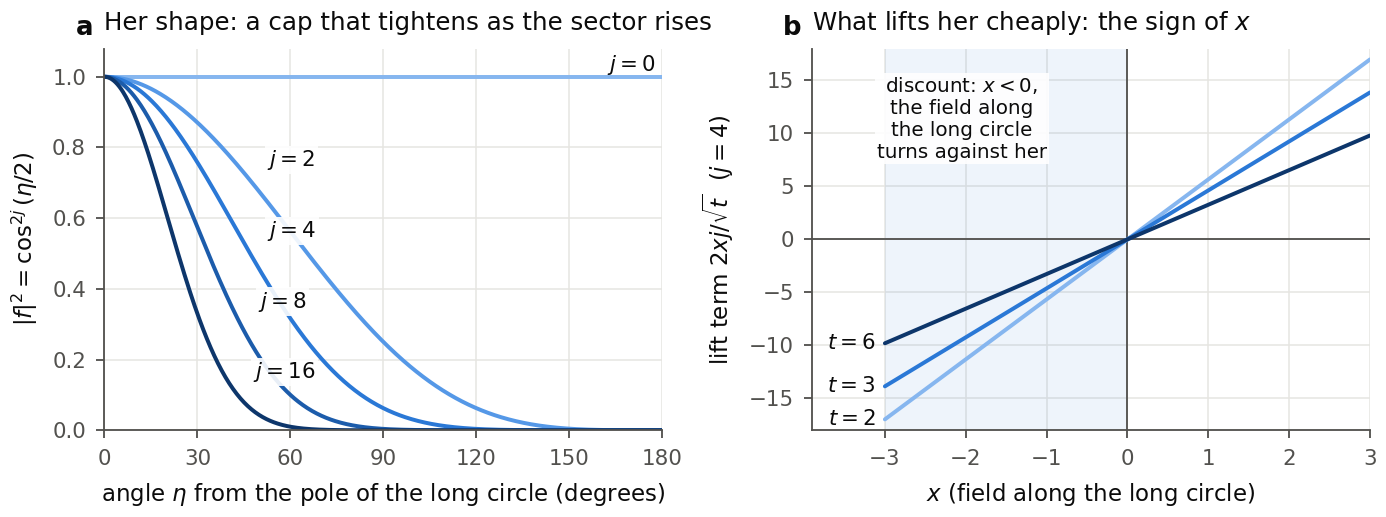 a Her shape: a cap that tightens as the sector rises
|f|² = cos²ʲ (η/2)
1.0
0.8
0.6
0.4
0.2
0.0
j = 0
j = 2
j = 4
j = 8
j = 16
0 30 60 90 120 150 180
angle η from the pole of the long circle (degrees)
b What lifts her cheaply: the sign of x
lift term 2xj/√t (j = 4)
15
10
5
0
−5
−10
−15
discount: x < 0,
the field along
the long circle
turns against her
t = 6
t = 3
t = 2
−3 −2 −1 0 1 2 3
x (field along the long circle)